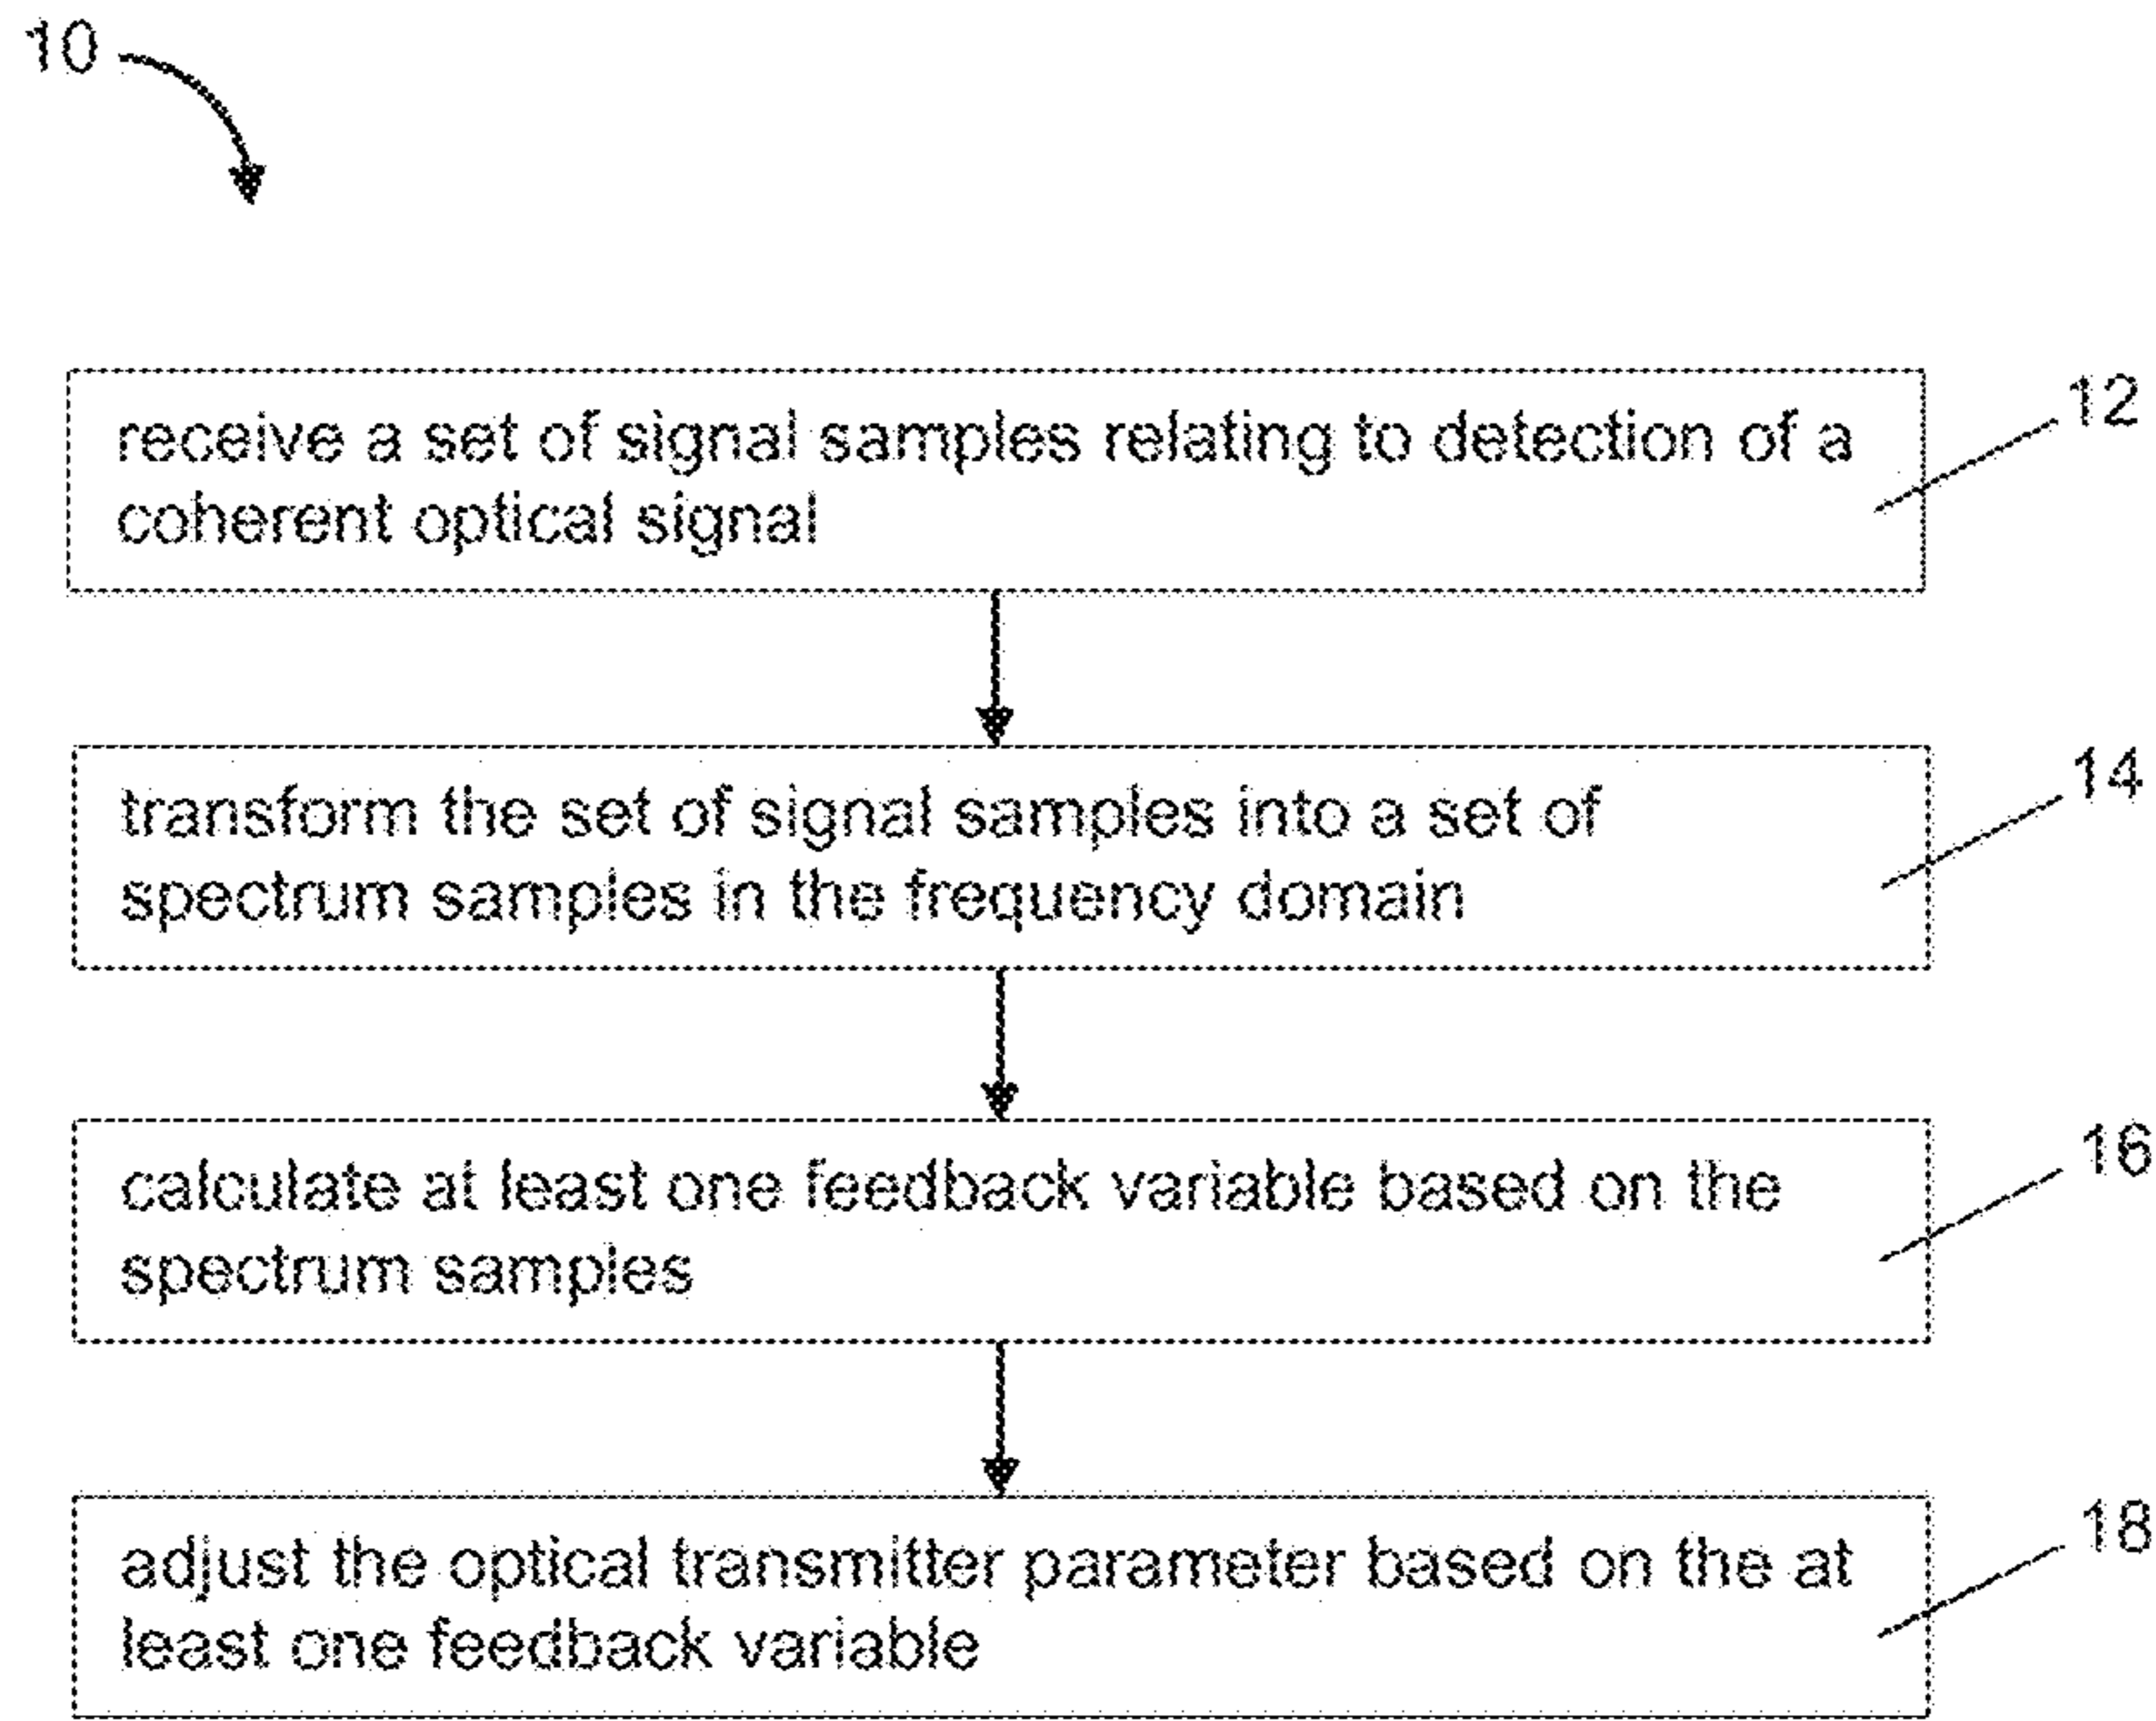 10
receive a set of signal samples relating to detection of a
coherent optical signal
12
transform the set of signal samples into a set of
spectrum samples in the frequency domain
14
calculate at least one feedback variable based on the
spectrum samples
16
adjust the optical transmitter parameter based on the at
least one feedback variable
18